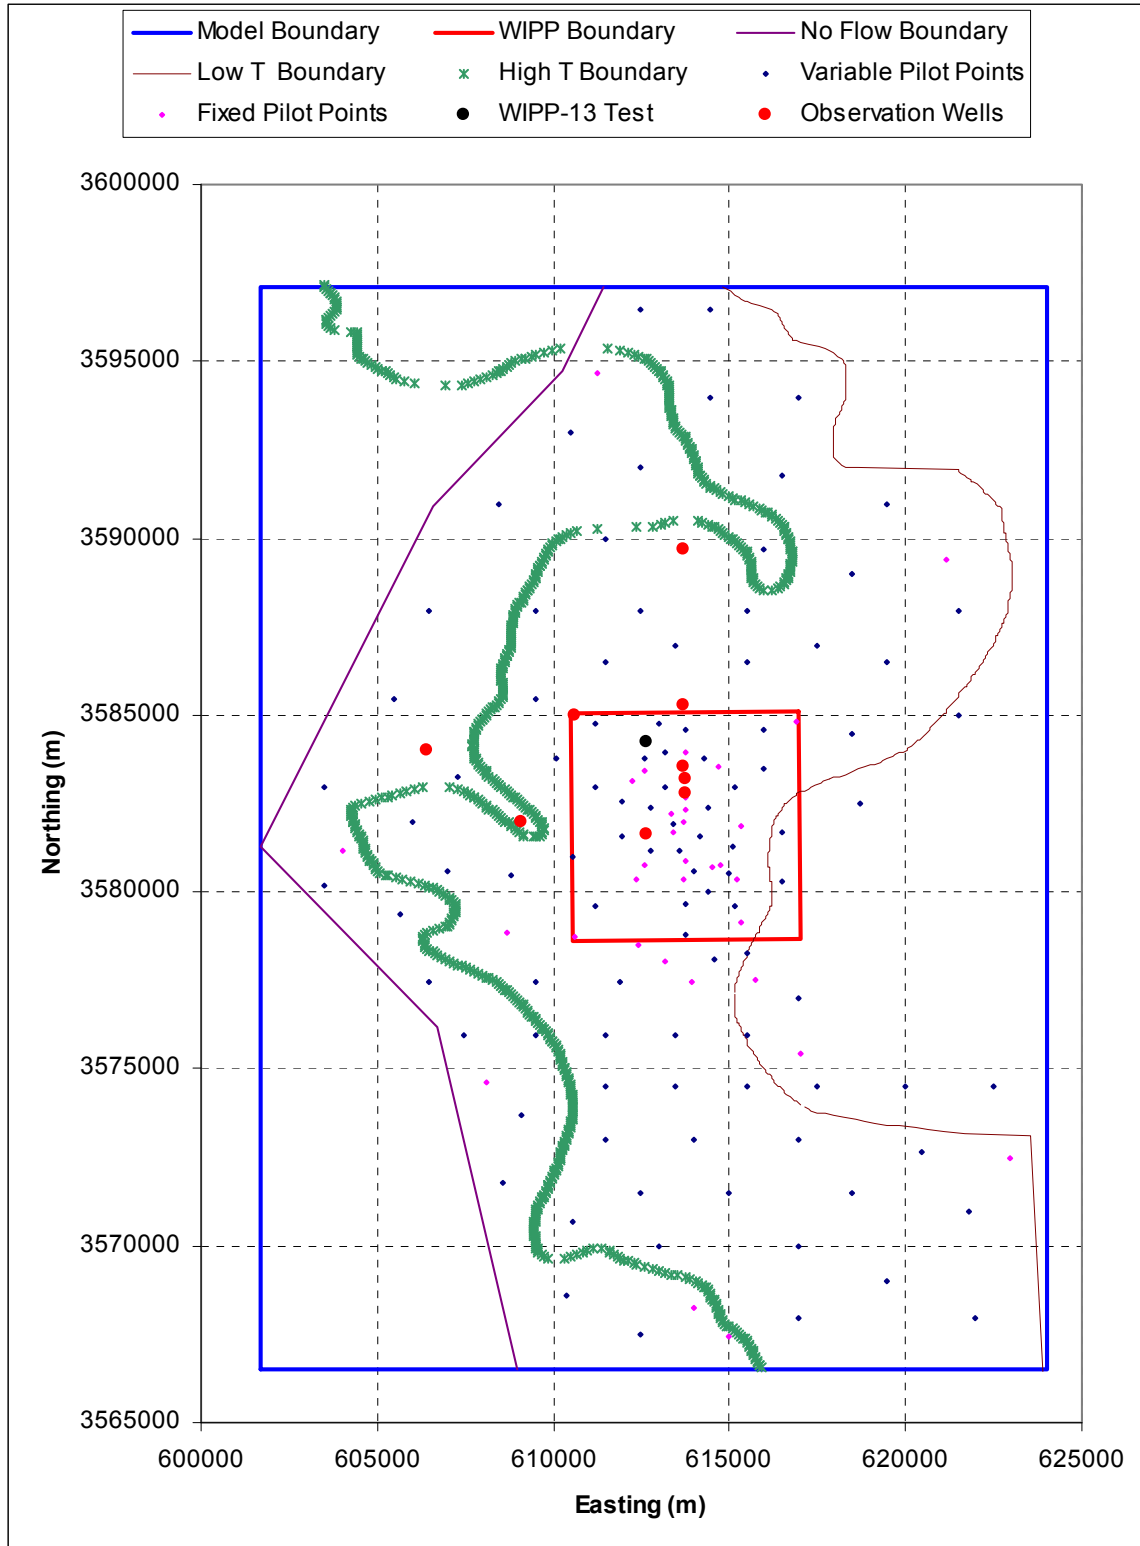 Model Boundary WIPP Boundary No Flow Boundary
Low T Boundary High T Boundary Variable Pilot Points
Fixed Pilot Points WIPP-13 Test Observation Wells
3600000
3595000
3590000
3585000
3580000
3575000
3570000
3565000
Northing (m)
600000 605000 610000 615000 620000 625000
Easting (m)